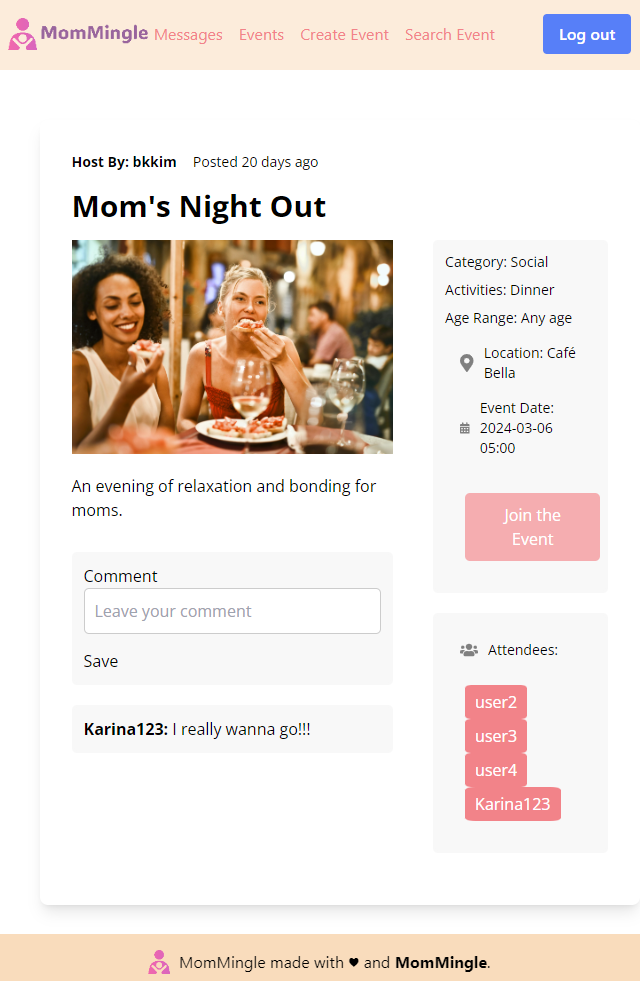 MomMingle Messages Events Create Event Search Event Log out
Host By: bkkim Posted 20 days ago
Mom's Night Out
An evening of relaxation and bonding for
moms.
Comment
Leave your comment
Save
Karina123: I really wanna go!!!
Category: Social
Activities: Dinner
Age Range: Any age
Location: Café
Bella
Event Date:
2024-03-06
05:00
Join the
Event
Attendees:
user2
user3
user4
Karina123
MomMingle made with ♥ and MomMingle.